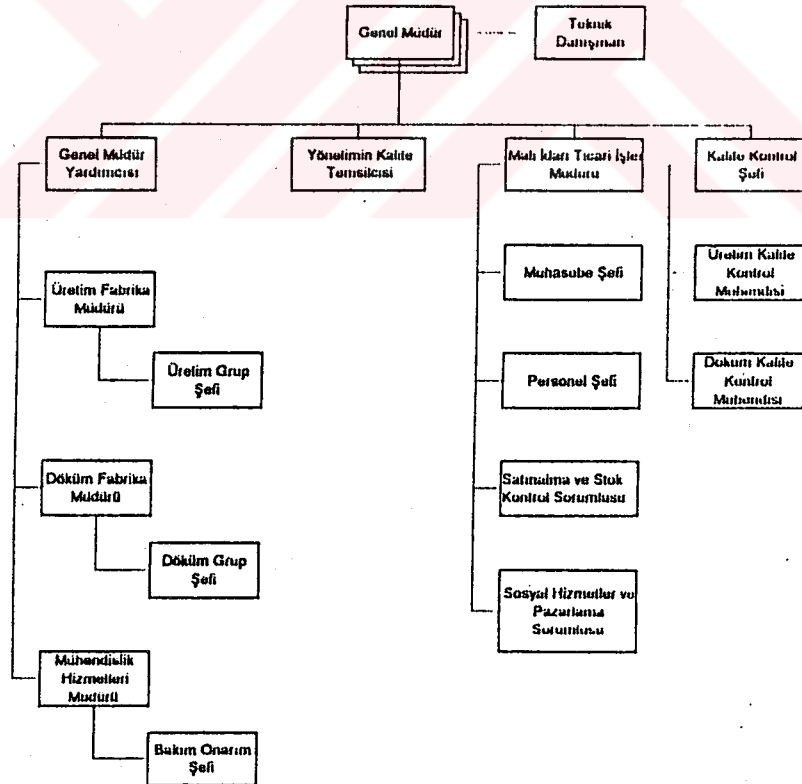 Genel Müdür
Teknik
Danışman
Genel Müdür
Yardımcısı
Yönetimin Kalite
Temsilcisi
Mali İdari Ticari İşler
Müdürü
Kalite Kontrol
Şefi
Üretim Fabrika
Müdürü
Muhasebe Şefi
Üretim Kalite
Kontrol
Mühendisi
Üretim Grup
Şefi
Personel Şefi
Döküm Kalite
Kontrol
Mühendisi
Döküm Fabrika
Müdürü
Satınalma ve Stok
Kontrol Sorumlusu
Döküm Grup
Şefi
Sosyal Hizmetler ve
Pazarlama
Sorumlusu
Mühendislik
Hizmetleri
Müdürü
Bakım Onarım
Şefi